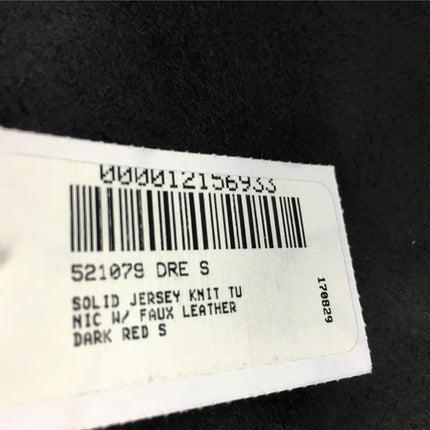 000012156933
521079 DRE S
SOLID JERSEY KNIT TU
NIC W/ FAUX LEATHER
DARK RED S
170829